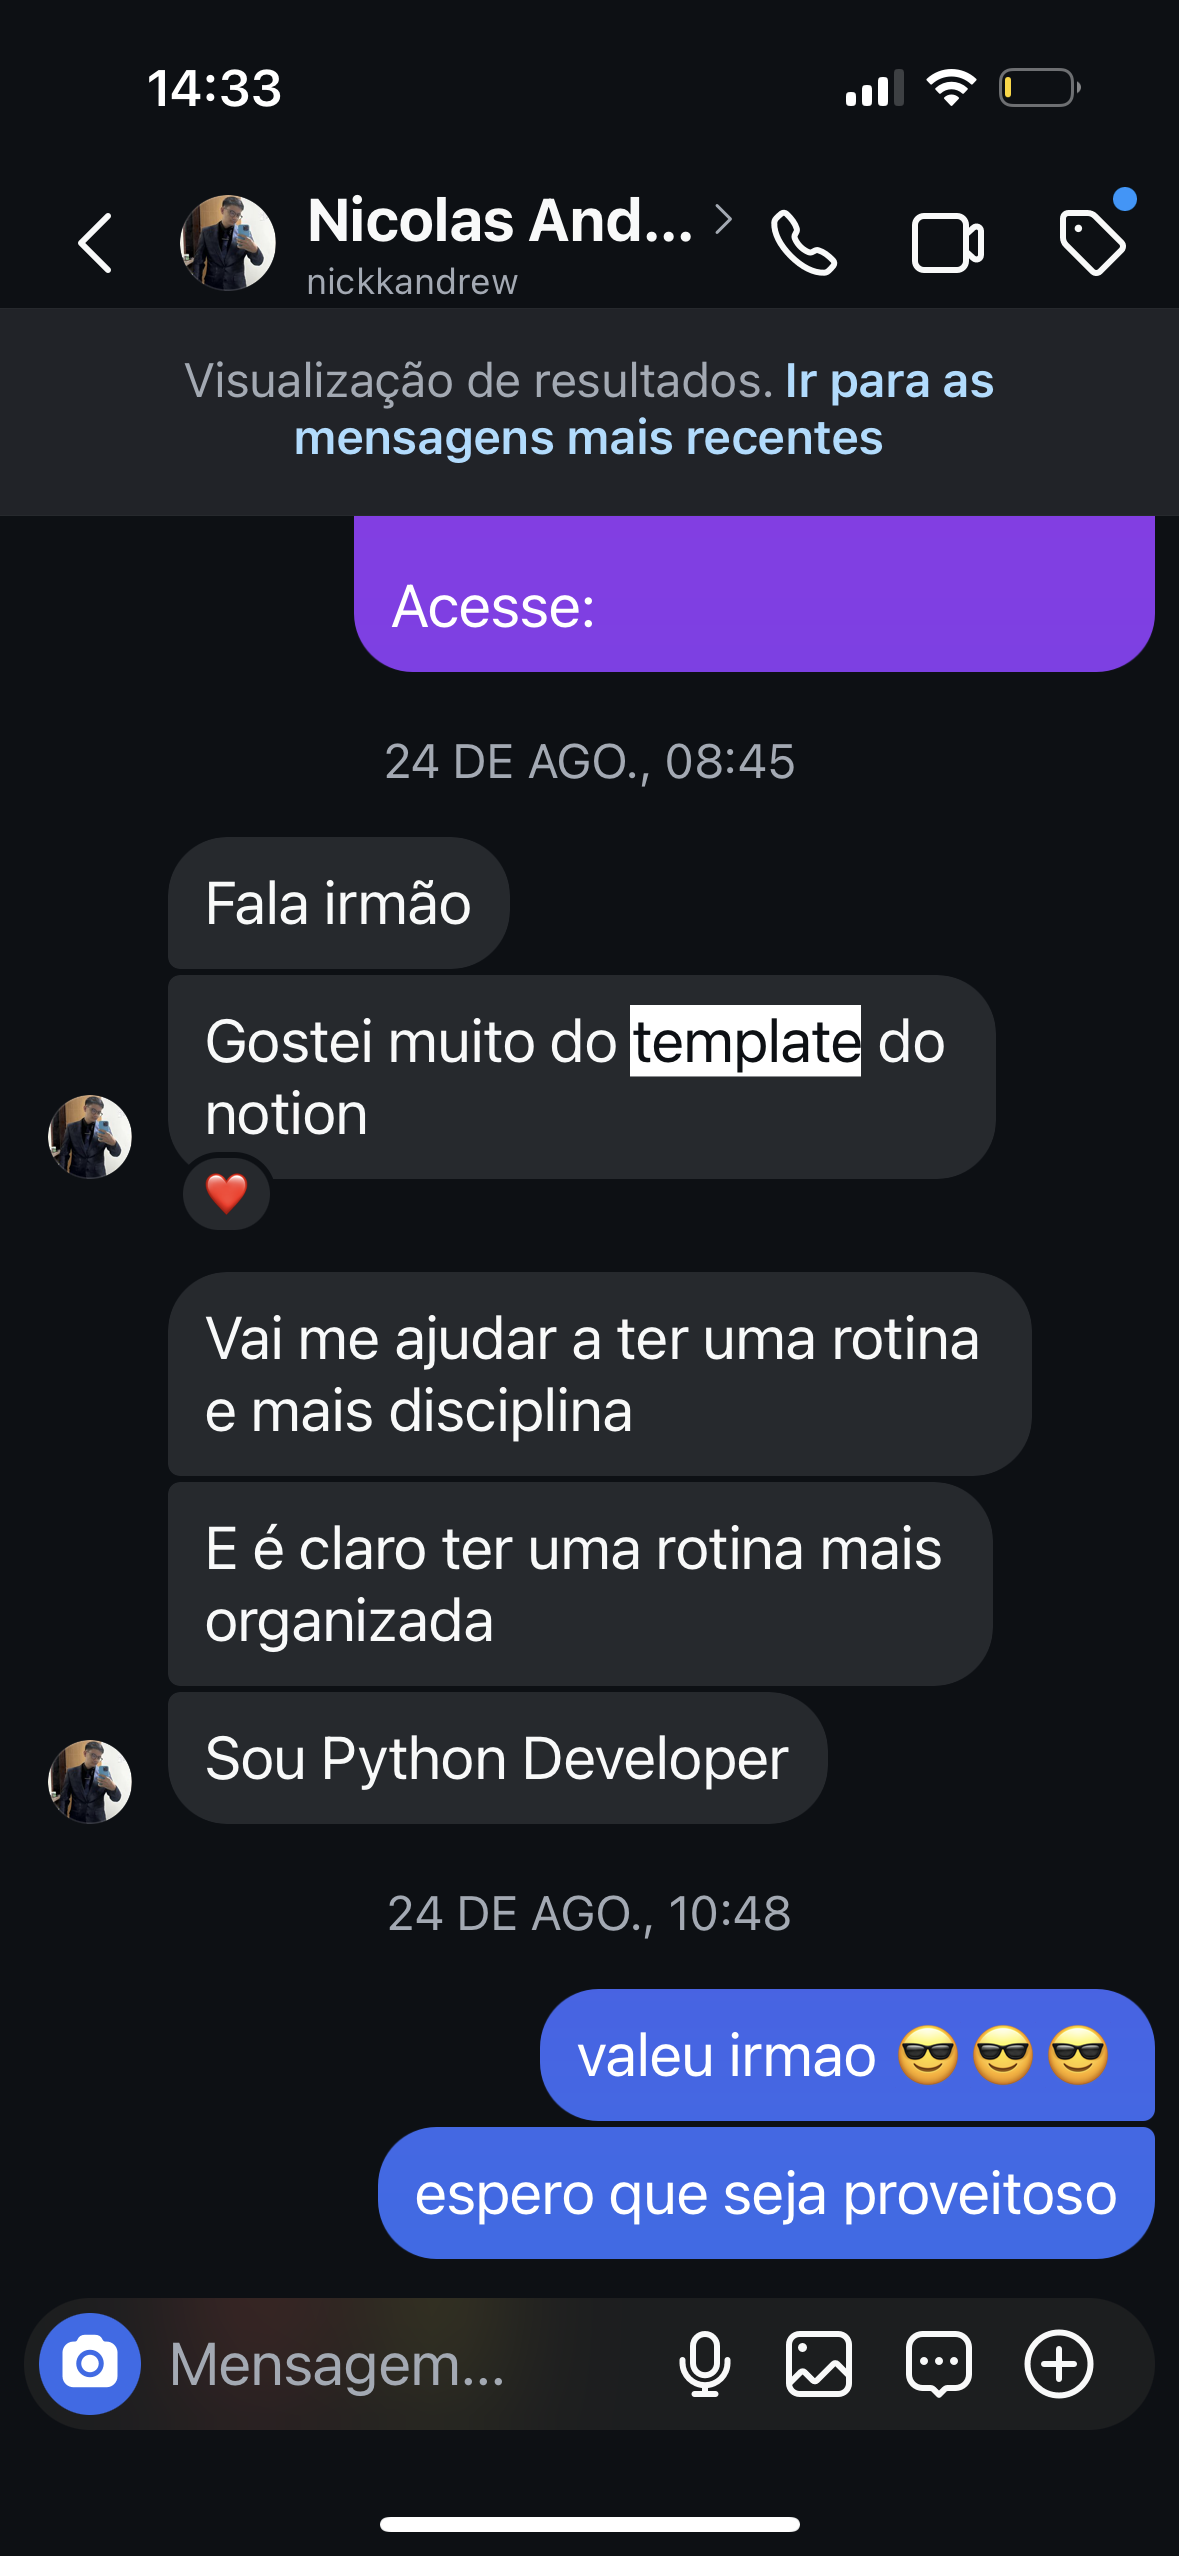 14:33
Nicolas And...
nickkandrew
Visualização de resultados. Ir para as
mensagens mais recentes
Acesse:
24 DE AGO., 08:45
Fala irmão
Gostei muito do template do
notion
Vai me ajudar a ter uma rotina
e mais disciplina
E é claro ter uma rotina mais
organizada
Sou Python Developer
24 DE AGO., 10:48
valeu irmao 😎😎😎
espero que seja proveitoso
Mensagem...